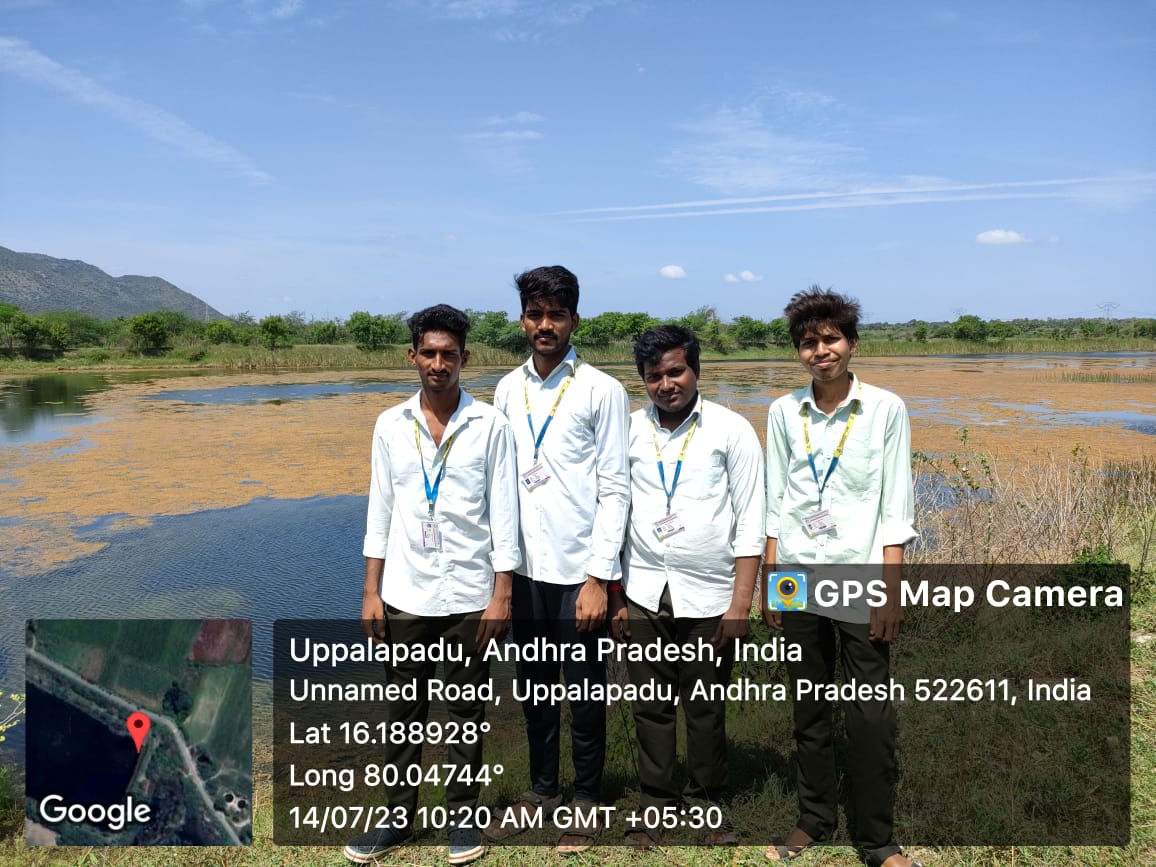 GPS Map Camera
Uppalapadu, Andhra Pradesh, India
Unnamed Road, Uppalapadu, Andhra Pradesh 522611, India
Lat 16.188928°
Long 80.04744°
14/07/23 10:20 AM GMT +05:30
Google